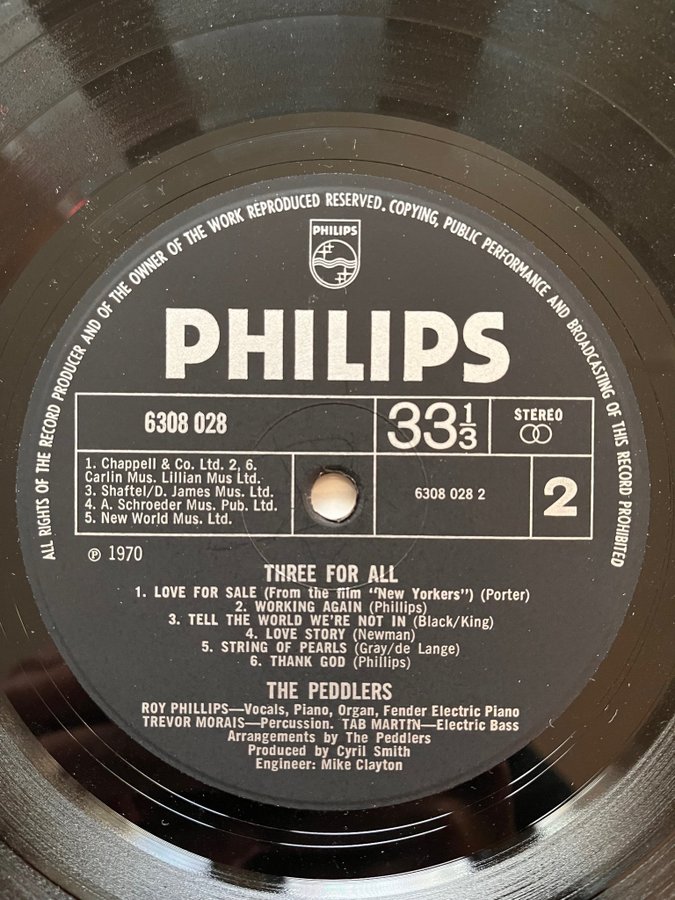 ALL RIGHTS OF THE RECORD PRODUCER AND OF THE OWNER OF THE WORK REPRODUCED RESERVED. COPYING, PUBLIC PERFORMANCE AND BROADCASTING OF THIS RECORD PROHIBITED
PHILIPS
PHILIPS
6308 028
33⅓
STEREO
1. Chappell & Co. Ltd. 2, 6.
Carlin Mus. Lillian Mus Ltd.
3. Shaftel/D. James Mus. Ltd.
4. A. Schroeder Mus. Pub. Ltd.
5. New World Mus. Ltd.
6308 028 2
2
℗ 1970
THREE FOR ALL
1. LOVE FOR SALE (From the film "New Yorkers") (Porter)
2. WORKING AGAIN (Phillips)
3. TELL THE WORLD WE'RE NOT IN (Black/King)
4. LOVE STORY (Newman)
5. STRING OF PEARLS (Gray/de Lange)
6. THANK GOD (Phillips)
THE PEDDLERS
ROY PHILLIPS—Vocals, Piano, Organ, Fender Electric Piano
TREVOR MORAIS—Percussion. TAB MARTIN—Electric Bass
Arrangements by The Peddlers
Produced by Cyril Smith
Engineer: Mike Clayton